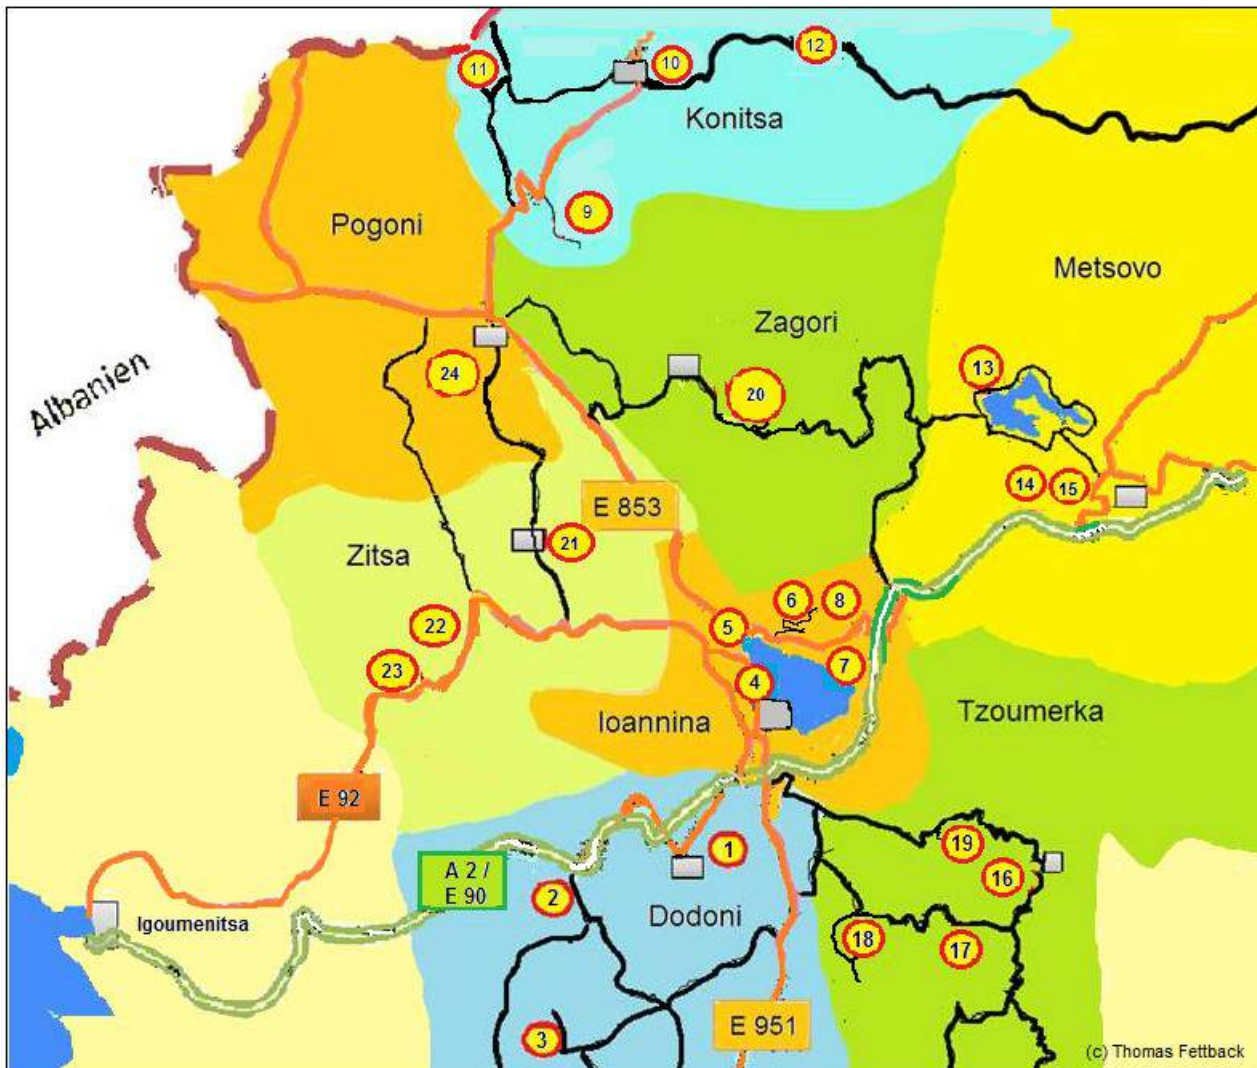 12
10
11
Konitsa
9
Pogoni
Metsovo
Zagori
13
24
Albanien
20
14
15
E 853
21
Zitsa
6
8
22
5
7
23
4
Ioannina
Tzoumerka
E 92
19
1
16
A 2 /
E 90
2
Dodoni
Igoumenitsa
18
17
E 951
3
(c) Thomas Fettback